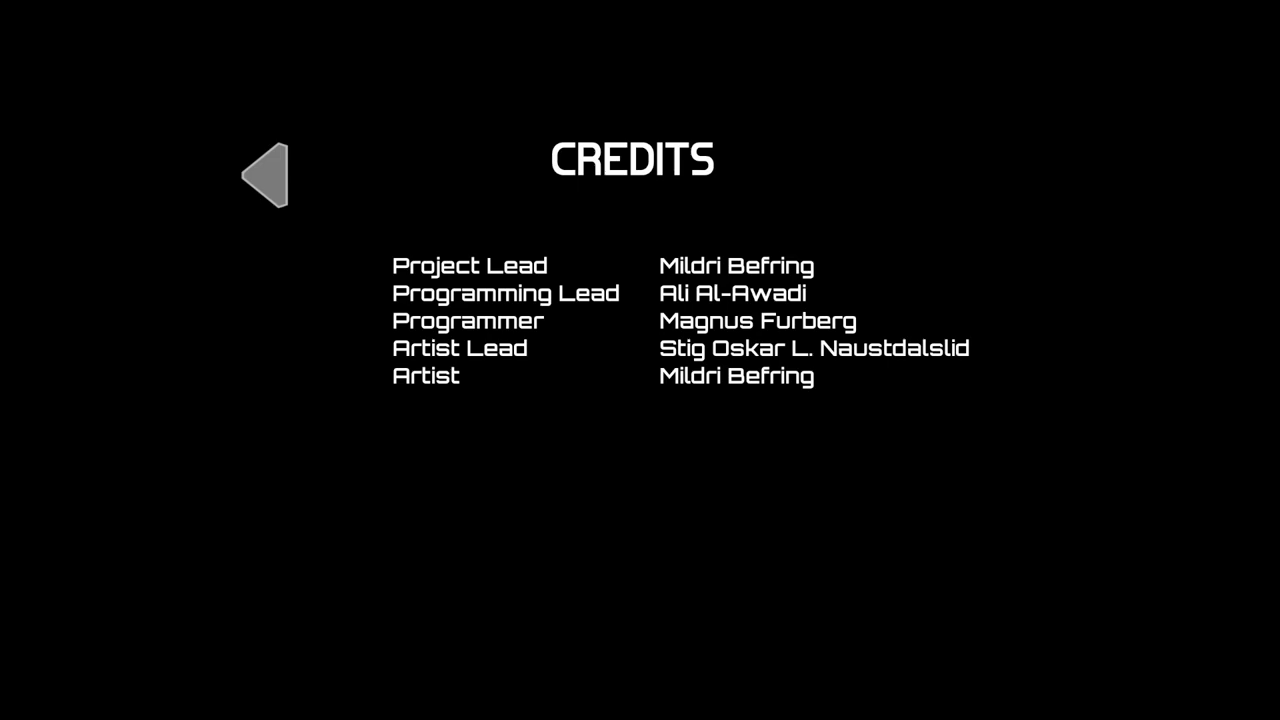 CREDITS
Project Lead Mildri Befring
Programming Lead Ali Al-Awadi
Programmer Magnus Furberg
Artist Lead Stig Oskar L. Naustdalslid
Artist Mildri Befring